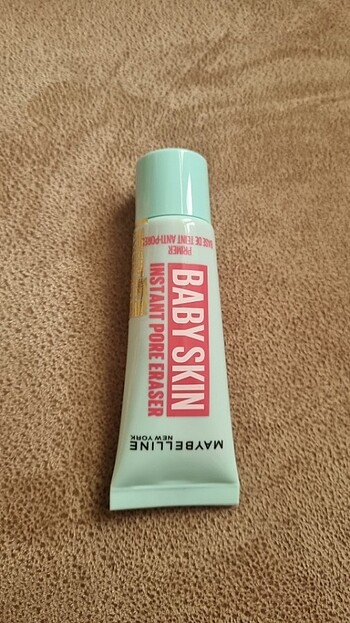 MAYBELLINE
NEW YORK
BABY SKIN
INSTANT PORE ERASER
PRIMER
BASE DE TEINT ANTI-PORES